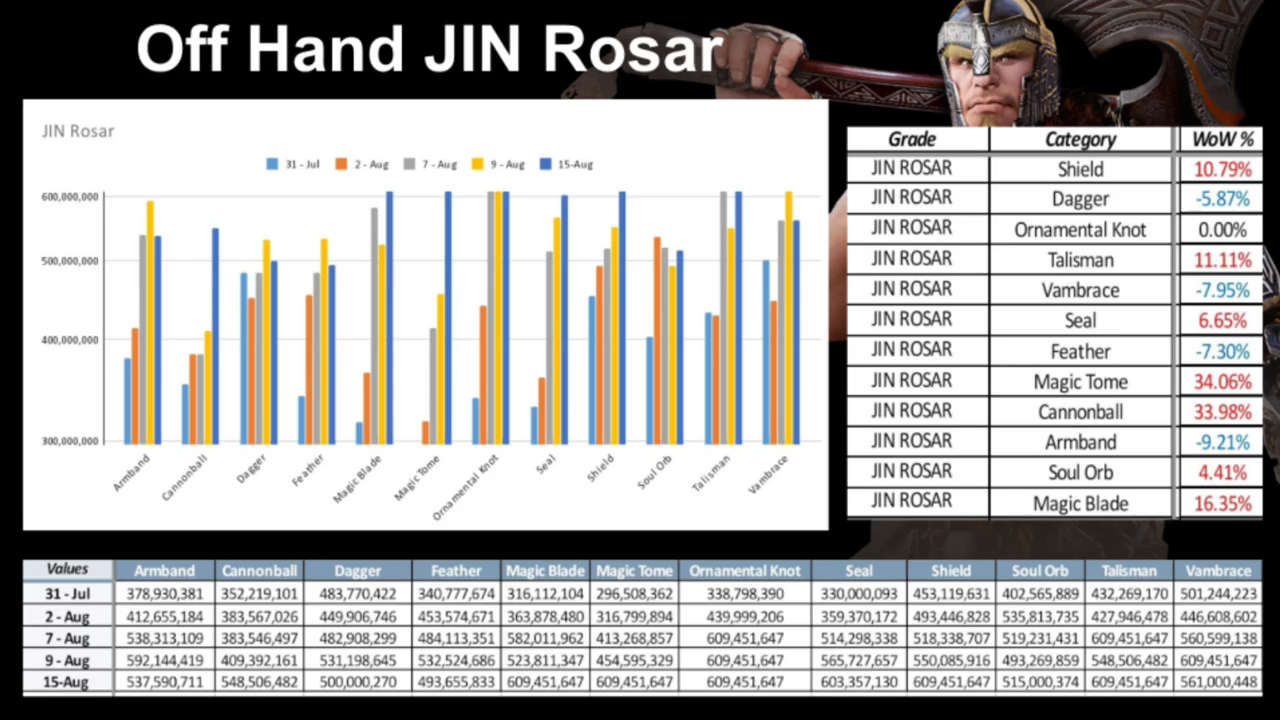 Off Hand JIN Rosar
JIN Rosar
31 - Jul 2 - Aug 7 - Aug 9 - Aug 15-Aug
600,000,000
500,000,000
400,000,000
300,000,000
Armband Cannonball Dagger Feather Magic Blade Magic Tome Ornamental Knot Seal Shield Soul Orb Talisman Vambrace
Grade Category WoW %
JIN ROSAR Shield 10.79%
JIN ROSAR Dagger -5.87%
JIN ROSAR Ornamental Knot 0.00%
JIN ROSAR Talisman 11.11%
JIN ROSAR Vambrace -7.95%
JIN ROSAR Seal 6.65%
JIN ROSAR Feather -7.30%
JIN ROSAR Magic Tome 34.06%
JIN ROSAR Cannonball 33.98%
JIN ROSAR Armband -9.21%
JIN ROSAR Soul Orb 4.41%
JIN ROSAR Magic Blade 16.35%
Values Armband Cannonball Dagger Feather Magic Blade Magic Tome Ornamental Knot Seal Shield Soul Orb Talisman Vambrace
31 - Jul 378,930,381 352,219,101 483,770,422 340,777,674 316,112,104 296,508,362 338,798,390 330,000,093 453,119,631 402,565,889 432,269,170 501,244,223
2 - Aug 412,655,184 383,567,026 449,906,746 453,574,671 363,878,480 316,799,894 439,999,206 359,370,172 493,446,828 535,813,735 427,946,478 446,608,602
7 - Aug 538,313,109 383,546,497 482,908,299 484,113,351 582,011,962 413,268,857 609,451,647 514,298,338 518,338,707 519,231,431 609,451,647 560,599,138
9 - Aug 592,144,419 409,392,161 531,198,645 532,524,686 523,811,347 454,595,329 609,451,647 565,727,657 550,085,916 493,269,859 548,506,482 609,451,647
15-Aug 537,590,711 548,506,482 500,000,270 493,655,833 609,451,647 609,451,647 609,451,647 603,357,130 609,451,647 515,000,374 609,451,647 561,000,448